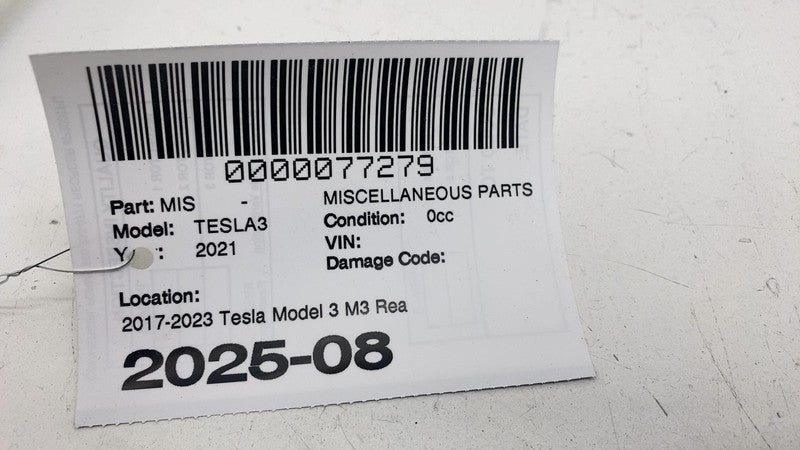 0000077279
Part: MIS - MISCELLANEOUS PARTS
Model: TESLA3 Condition: 0cc
Y : 2021 VIN:
Damage Code:
Location:
2017-2023 Tesla Model 3 M3 Rea
2025-08